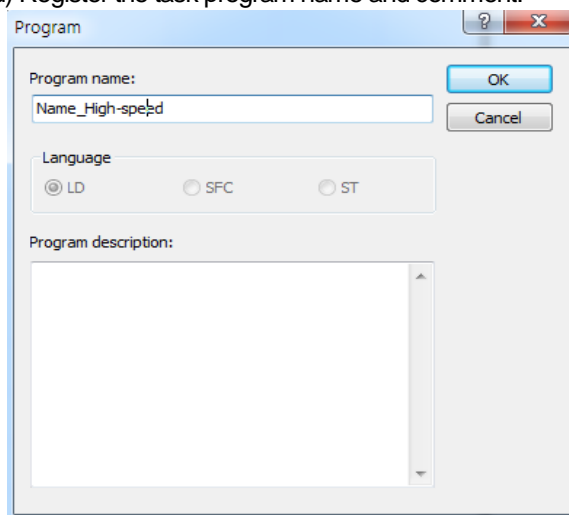 ) Register the task program name and comment.
Program
Program name:
OK
Name_High-speed
Cancel
Language
LD SFC ST
Program description: